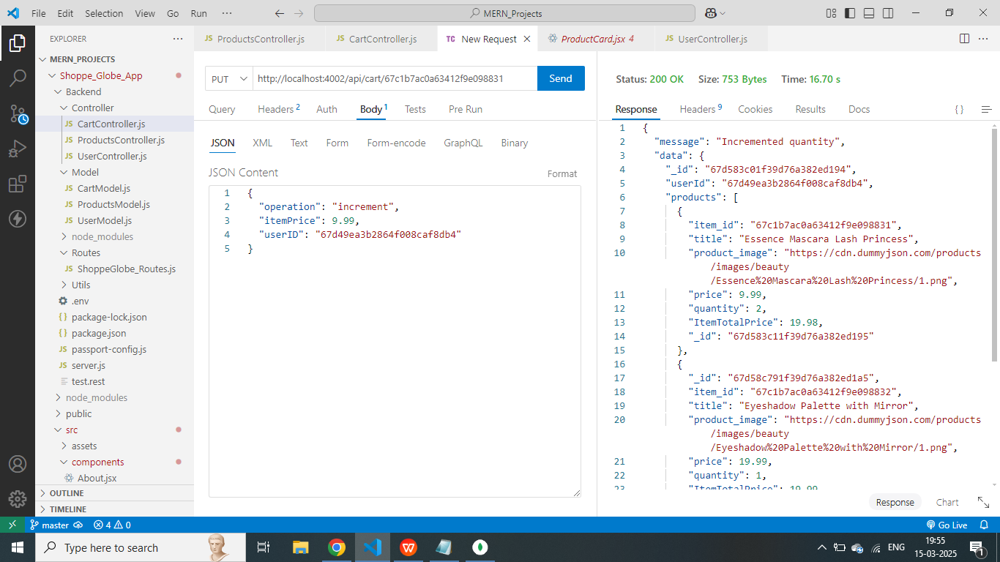 File Edit Selection View Go Run ··· MERN_Projects
EXPLORER ···
MERN_PROJECTS
Shoppe_Globe_App
Backend
Controller
JS CartController.js
JS ProductsController.js
JS UserController.js
Model
JS CartModel.js
JS ProductsModel.js
JS UserModel.js
node_modules
Routes
JS ShoppeGlobe_Routes.js
Utils
.env
{} package-lock.json
{} package.json
JS passport-config.js
JS server.js
test.rest
node_modules
public
src
assets
components
About.jsx
OUTLINE
TIMELINE
JS ProductsController.js JS CartController.js TC New Request ProductCard.jsx 4 JS UserController.js ···
PUT http://localhost:4002/api/cart/67c1b7ac0a63412f9e098831 Send
Query Headers 2 Auth Body 1 Tests Pre Run
JSON XML Text Form Form-encode GraphQL Binary
JSON Content Format
1 {
2 "operation": "increment",
3 "itemPrice": 9.99,
4 "userID": "67d49ea3b2864f008caf8db4"
5 }
Status: 200 OK Size: 753 Bytes Time: 16.70 s
Response Headers 9 Cookies Results Docs { }
1 {
2 "message": "Incremented quantity",
3 "data": {
4 "_id": "67d583c01f39d76a382ed194",
5 "userId": "67d49ea3b2864f008caf8db4",
6 "products": [
7 {
8 "item_id": "67c1b7ac0a63412f9e098831",
9 "title": "Essence Mascara Lash Princess",
10 "product_image": "https://cdn.dummyjson.com/products
/images/beauty
/Essence%20Mascara%20Lash%20Princess/1.png",
11 "price": 9.99,
12 "quantity": 2,
13 "ItemTotalPrice": 19.98,
14 "_id": "67d583c11f39d76a382ed195"
15 },
16 {
17 "_id": "67d58c791f39d76a382ed1a5",
18 "item_id": "67c1b7ac0a63412f9e098832",
19 "title": "Eyeshadow Palette with Mirror",
20 "product_image": "https://cdn.dummyjson.com/products
/images/beauty
/Eyeshadow%20Palette%20with%20Mirror/1.png",
21 "price": 19.99,
22 "quantity": 1,
23 "ItemTotalPrice": 19.99
Response Chart
master 4 0 Go Live
Type here to search
ENG
19:55
15-03-2025
1